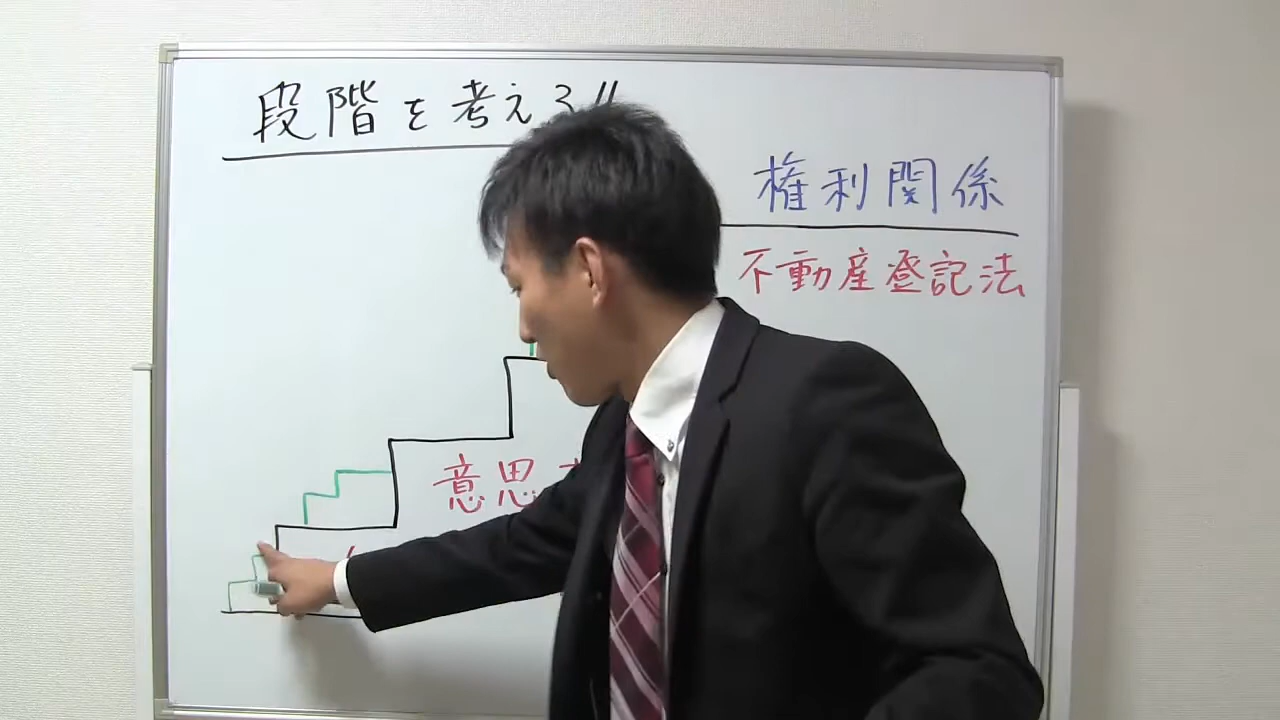 段階を考える!!
権利関係
不動産登記法
意思